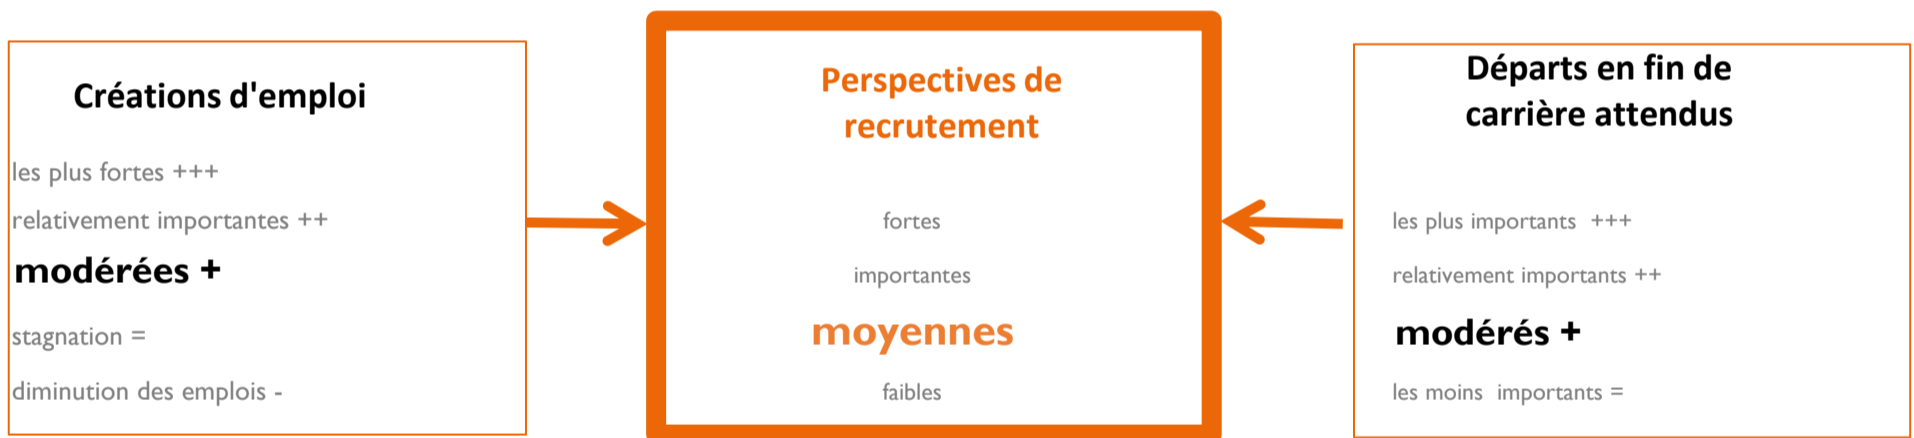 Créations d'emploi
les plus fortes +++
relativement importantes ++
modérées +
stagnation =
diminution des emplois -
Perspectives de
recrutement
fortes
importantes
moyennes
faibles
Départs en fin de
carrière attendus
les plus importants +++
relativement importants ++
modérés +
les moins importants =